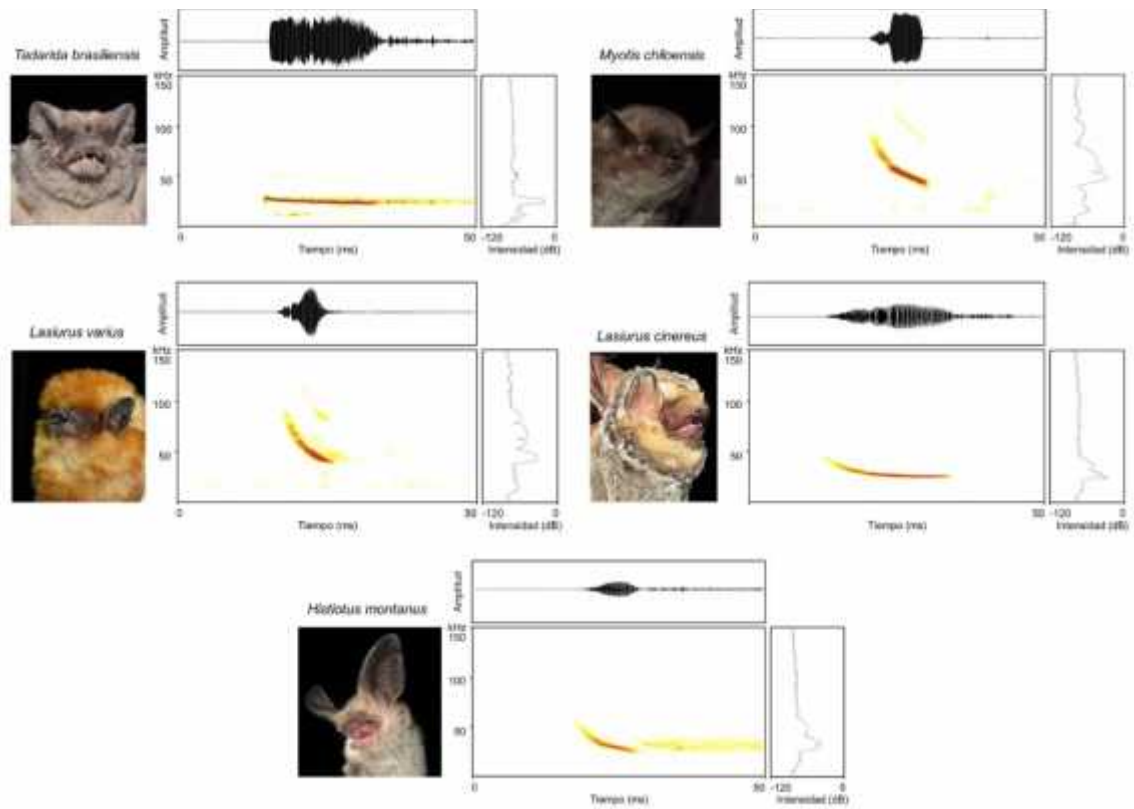 Tadarida brasiliensis
Amplitud
kHz
150
100
50
0
50
Tiempo (ms)
-120
0
Intensidad (dB)
Myotis chiloensis
Amplitud
kHz
150
100
50
0
50
Tiempo (ms)
-120
0
Intensidad (dB)
Lasiurus varius
Amplitud
kHz
150
100
50
0
50
Tiempo (ms)
-120
0
Intensidad (dB)
Lasiurus cinereus
Amplitud
kHz
150
100
50
0
50
Tiempo (ms)
-120
0
Intensidad (dB)
Histiotus montanus
Amplitud
kHz
150
100
50
0
50
Tiempo (ms)
-120
0
Intensidad (dB)